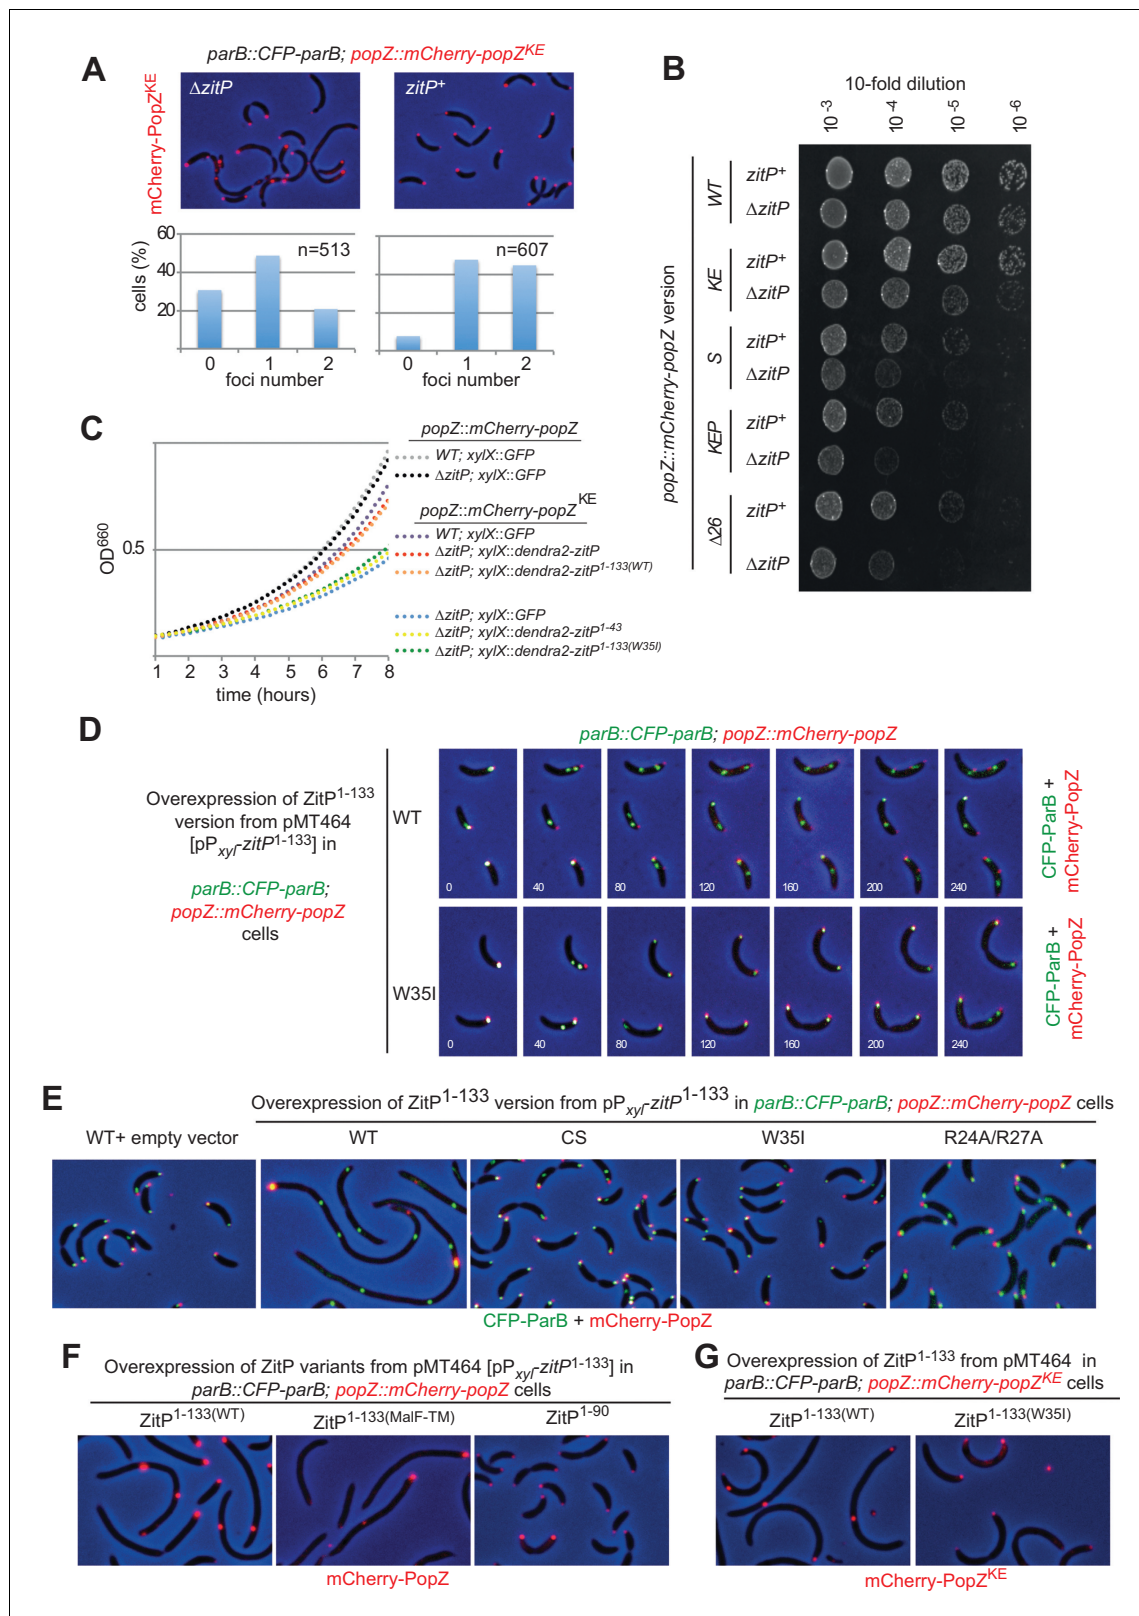 A
parB::CFP-parB; popZ::mCherry-popZ^KE
mCherry-PopZ^KE
ΔzitP
zitP+
60
40
20
cells (%)
n=513
n=607
0 1 2
0 1 2
foci number
foci number
B
10-fold dilution
10^-3
10^-4
10^-5
10^-6
popZ::mCherry-popZ version
WT
zitP+
ΔzitP
KE
zitP+
ΔzitP
S
zitP+
ΔzitP
KEP
zitP+
ΔzitP
Δ26
zitP+
ΔzitP
C
OD^660
0.5
1 2 3 4 5 6 7 8
time (hours)
popZ::mCherry-popZ
WT; xylX::GFP
ΔzitP; xylX::GFP
popZ::mCherry-popZ^KE
WT; xylX::GFP
ΔzitP; xylX::dendra2-zitP
ΔzitP; xylX::dendra2-zitP^1-133(WT)
ΔzitP; xylX::GFP
ΔzitP; xylX::dendra2-zitP^1-43
ΔzitP; xylX::dendra2-zitP^1-133(W35I)
D
parB::CFP-parB; popZ::mCherry-popZ
Overexpression of ZitP^1-133
version from pMT464
[pP_xyl-zitP^1-133] in
parB::CFP-parB;
popZ::mCherry-popZ
cells
WT
0 40 80 120 160 200 240
CFP-ParB +
mCherry-PopZ
W35I
0 40 80 120 160 200 240
CFP-ParB +
mCherry-PopZ
E
Overexpression of ZitP^1-133 version from pP_xyl-zitP^1-133 in parB::CFP-parB; popZ::mCherry-popZ cells
WT+ empty vector
WT
CS
W35I
R24A/R27A
CFP-ParB + mCherry-PopZ
F
Overexpression of ZitP variants from pMT464 [pP_xyl-zitP^1-133] in
parB::CFP-parB; popZ::mCherry-popZ cells
ZitP^1-133(WT)
ZitP^1-133(MalF-TM)
ZitP^1-90
mCherry-PopZ
G
Overexpression of ZitP^1-133 from pMT464 in
parB::CFP-parB; popZ::mCherry-popZ^KE cells
ZitP^1-133(WT)
ZitP^1-133(W35I)
mCherry-PopZ^KE